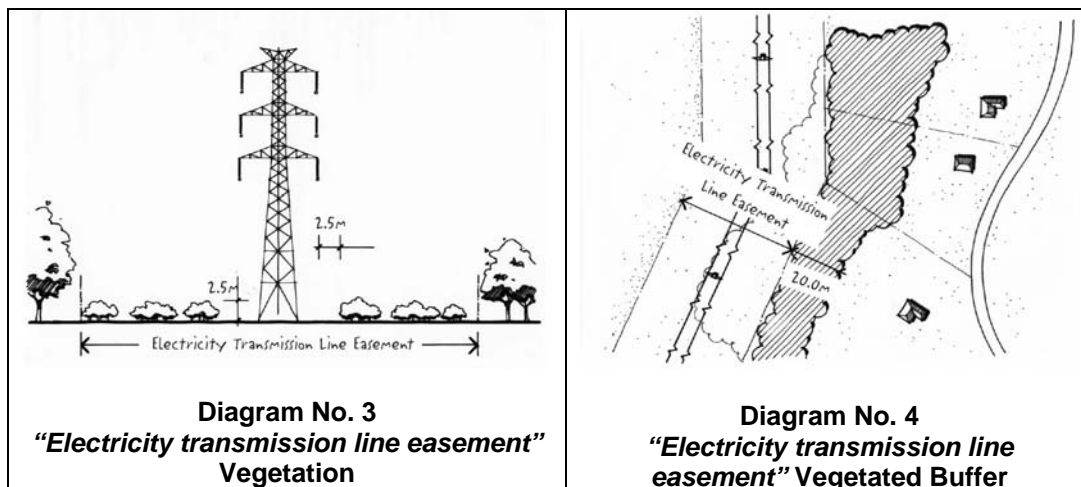 2.5m
2.5m
Electricity Transmission Line Easement
Diagram No. 3
"Electricity transmission line easement"
Vegetation
Electricity Transmission
Line Easement
20.0m
Diagram No. 4
"Electricity transmission line
easement" Vegetated Buffer